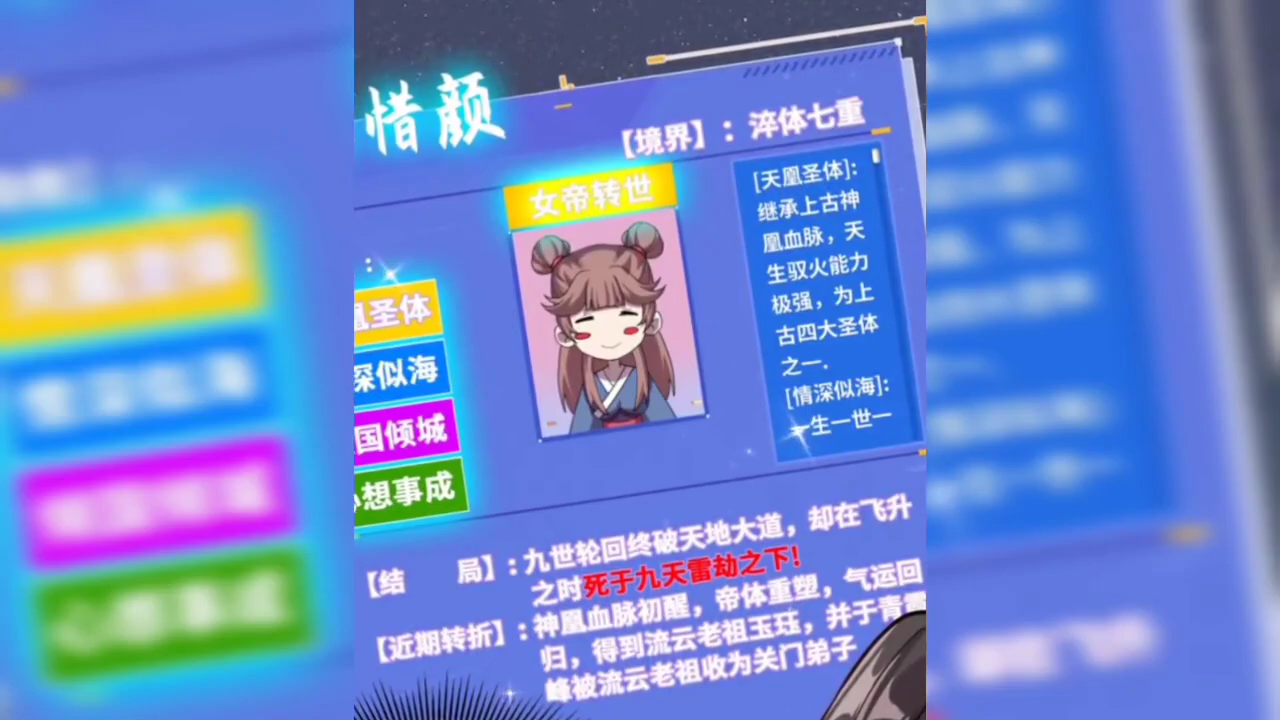 惜颜
【境界】：淬体七重
女帝转世
：
凰圣体
深似海
国倾城
心想事成
[天凰圣体]:
继承上古神
凰血脉，天
生驭火能力
极强，为上
古四大圣体
之一.
[情深似海]:
一生一世一
【结 局】：九世轮回终破天地大道，却在飞升
之时死于九天雷劫之下!
【近期转折】：神凰血脉初醒，帝体重塑，气运回
归，得到流云老祖玉珏，并于青霄
峰被流云老祖收为关门弟子